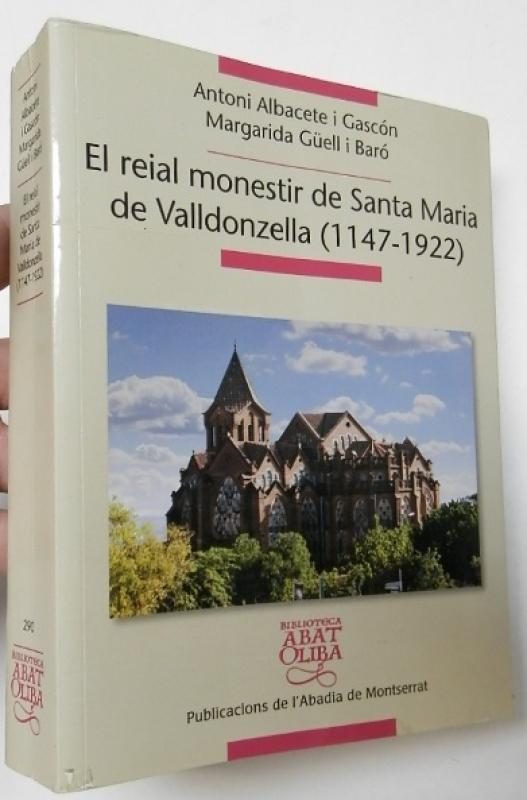 Antoni Albacete i Gascón
Margarida Güell i Baró
El reial monestir de Santa Maria
de Valldonzella (1147-1922)
BIBLIOTECA
ABAT
OLIBA
Publicacions de l'Abadia de Montserrat
Antoni
Albacete
i Gascón
Margarida
Güell i Baró
El reial
monestir
de Santa
Maria de
Valldonzella
(1147-1922)
290
BIBLIOTECA
ABAT
OLIBA